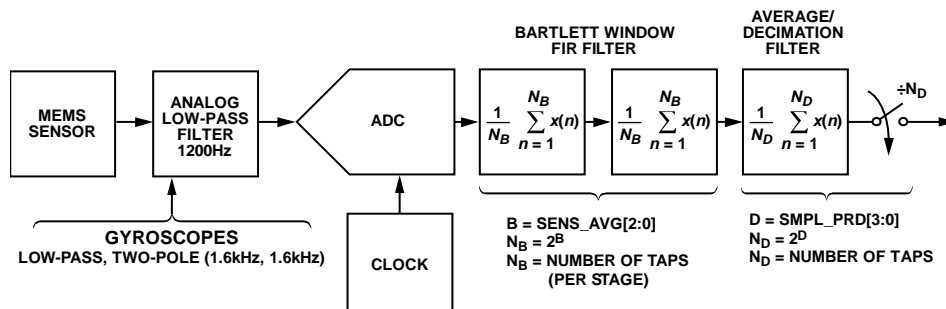 BARTLETT WINDOW
FIR FILTER
AVERAGE/
DECIMATION
FILTER
MEMS
SENSOR
ANALOG
LOW-PASS
FILTER
1200Hz
ADC
1/N_B ∑ x(n)
N_B
n = 1
1/N_B ∑ x(n)
N_B
n = 1
1/N_D ∑ x(n)
N_D
n = 1
÷N_D
GYROSCOPES
LOW-PASS, TWO-POLE (1.6kHz, 1.6kHz)
CLOCK
B = SENS_AVG[2:0]
N_B = 2^B
N_B = NUMBER OF TAPS
(PER STAGE)
D = SMPL_PRD[3:0]
N_D = 2^D
N_D = NUMBER OF TAPS